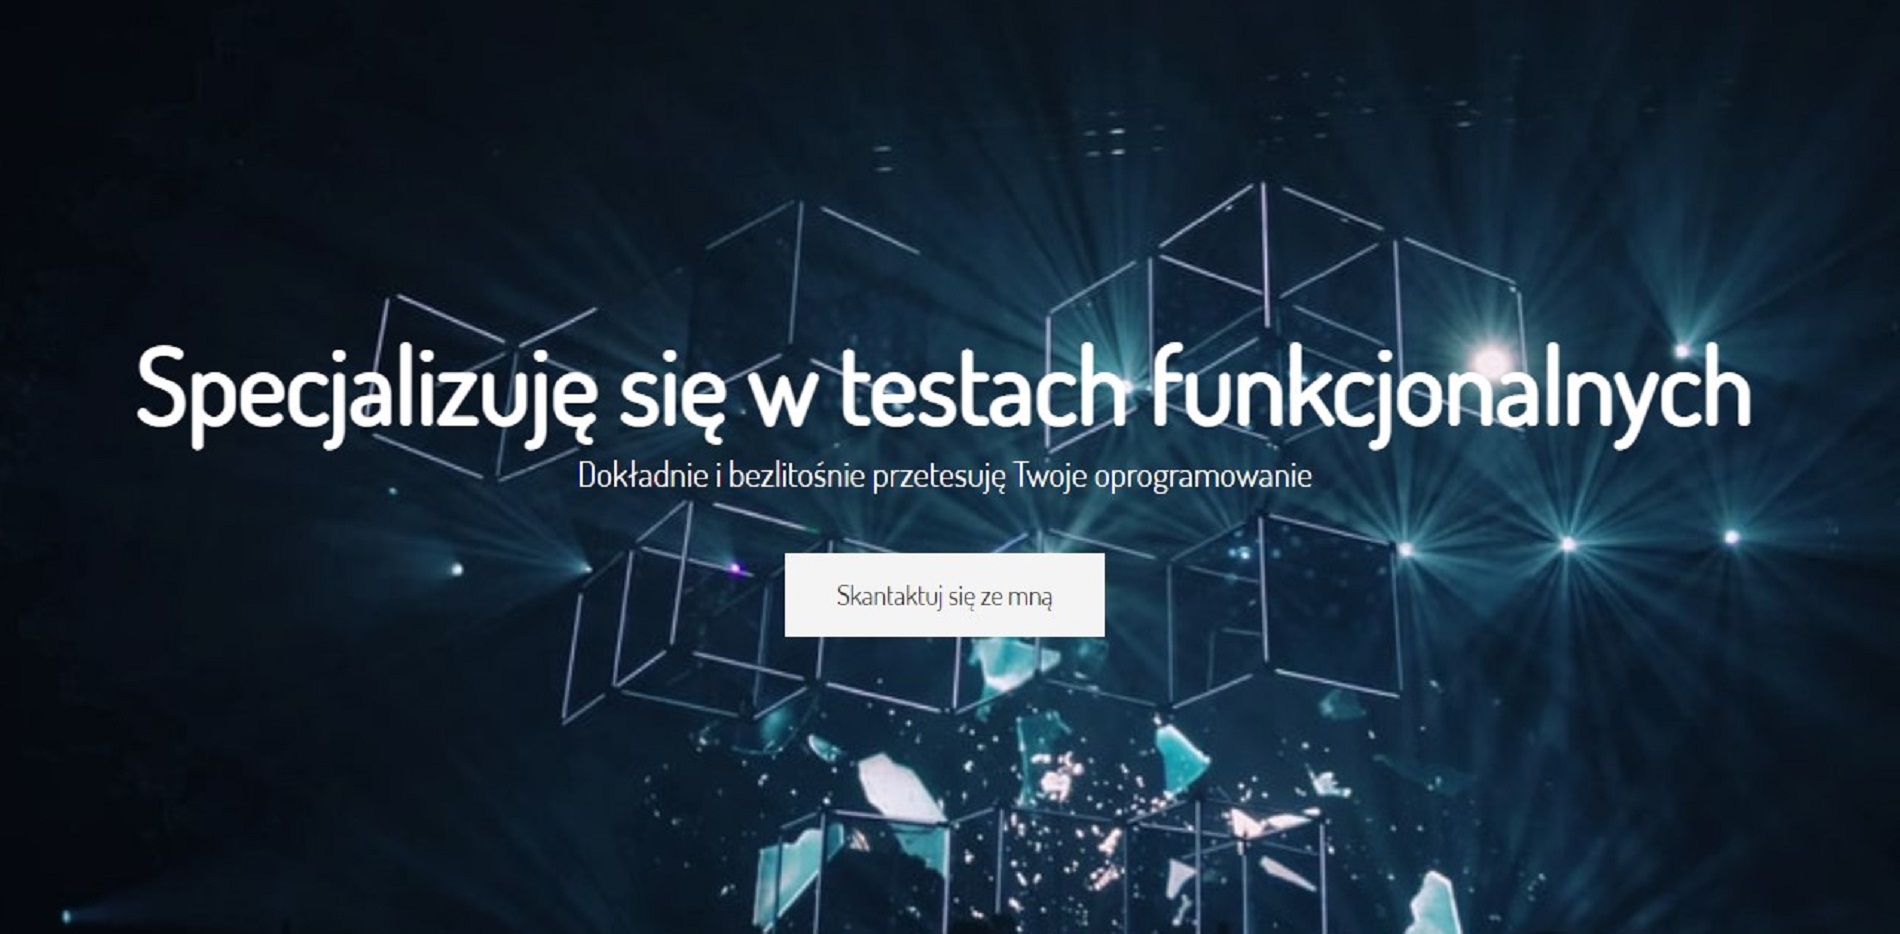 Specjalizuję się w testach funkcjonalnych
Dokładnie i bezlitośnie przetesuję Twoje oprogramowanie
Skantaktuj się ze mną